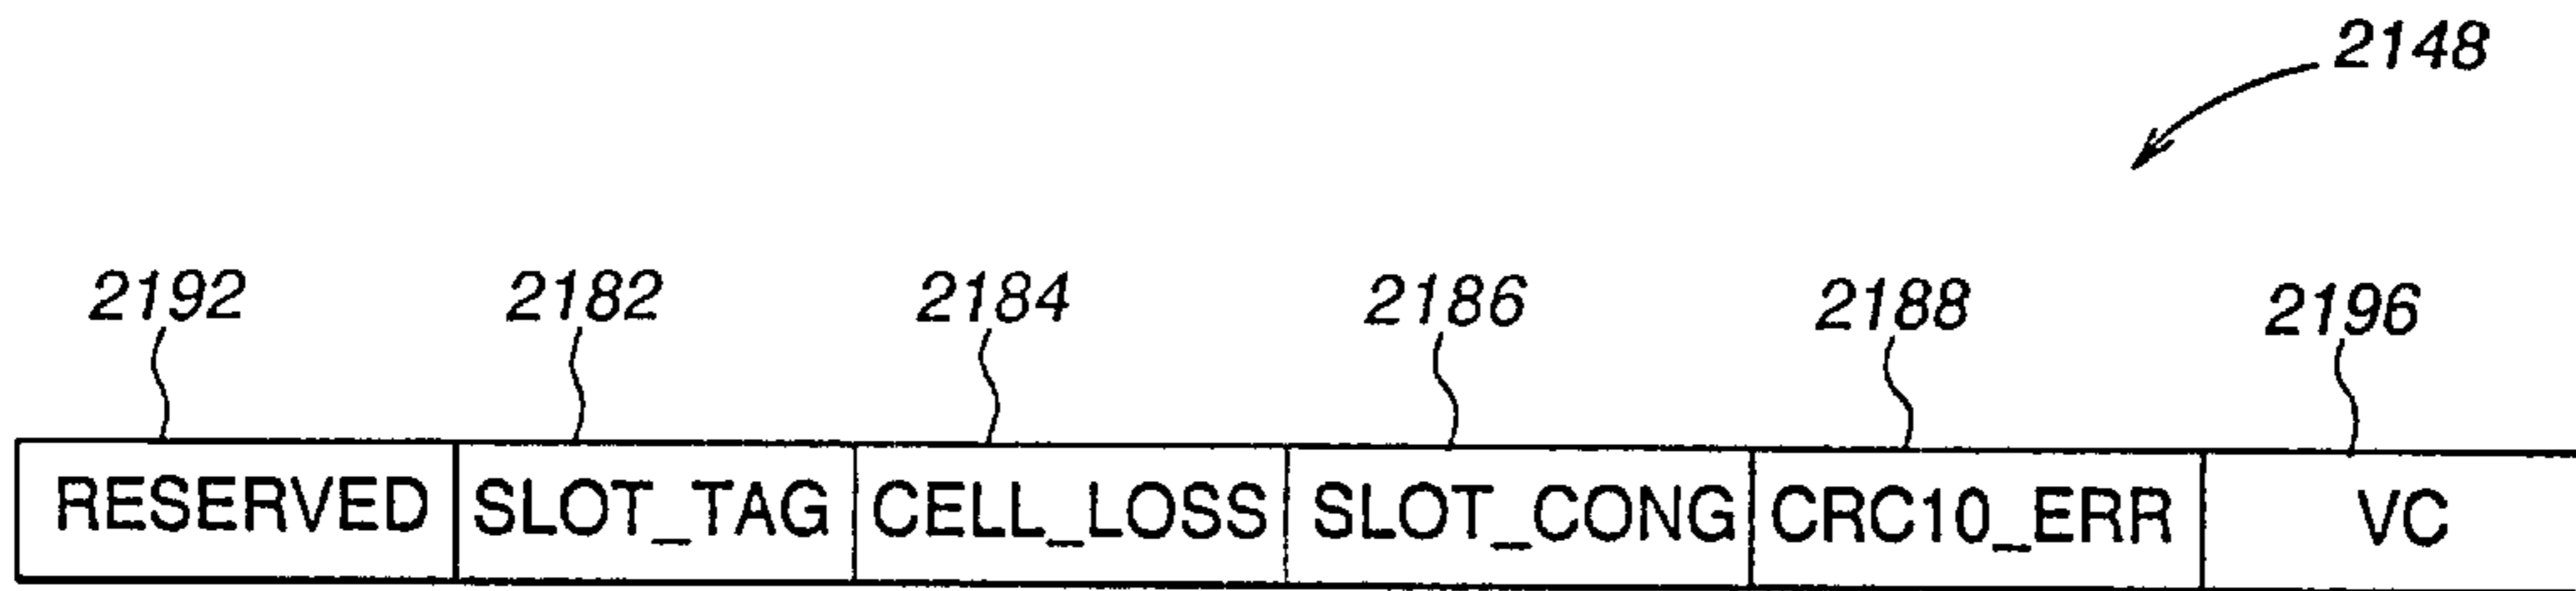 2148
2192 2182 2184 2186 2188 2196
RESERVED SLOT_TAG CELL_LOSS SLOT_CONG CRC10_ERR VC